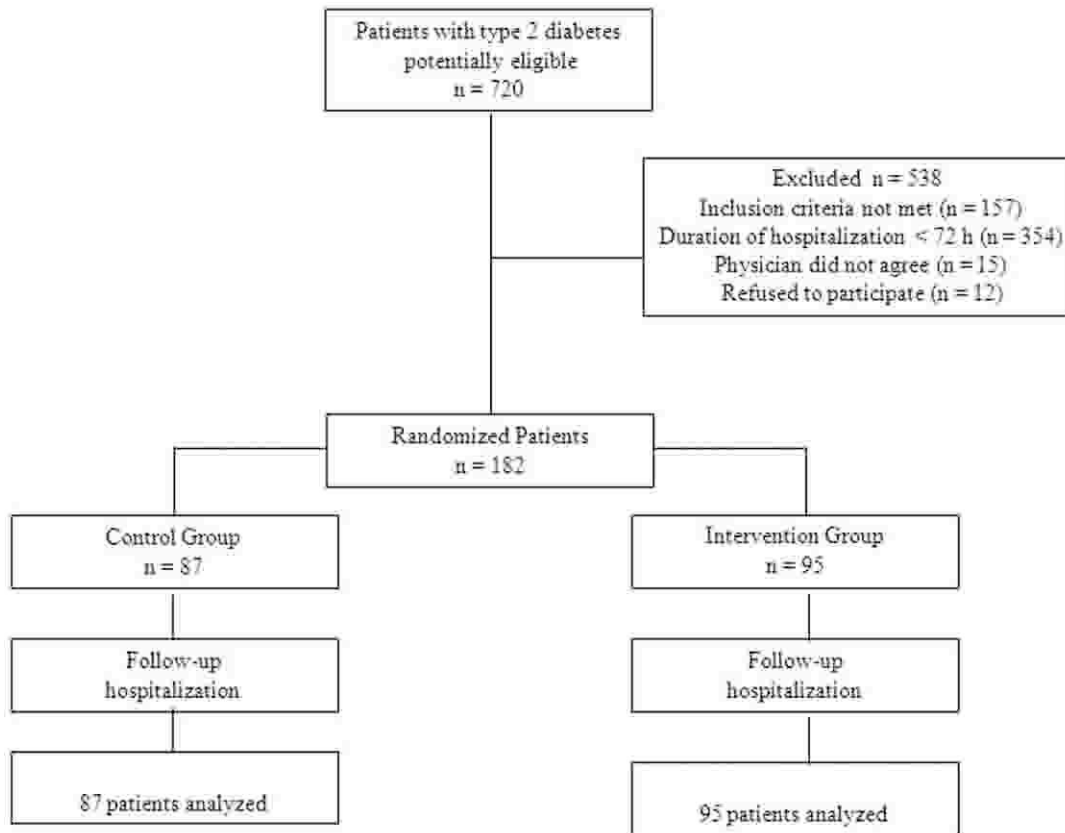 Patients with type 2 diabetes
potentially eligible
n = 720
Excluded n = 538
Inclusion criteria not met (n = 157)
Duration of hospitalization < 72 h (n = 354)
Physician did not agree (n = 15)
Refused to participate (n = 12)
Randomized Patients
n = 182
Control Group
n = 87
Intervention Group
n = 95
Follow-up
hospitalization
Follow-up
hospitalization
87 patients analyzed
95 patients analyzed